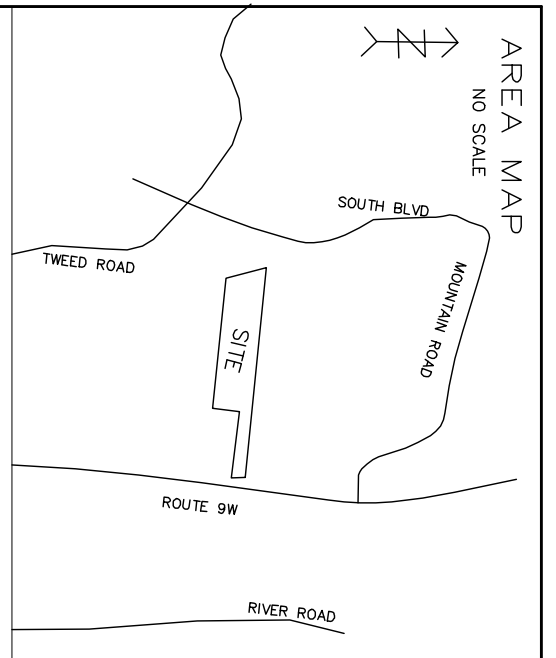 AREA MAP
NO SCALE
N
SOUTH BLVD
MOUNTAIN ROAD
TWEED ROAD
SITE
ROUTE 9W
RIVER ROAD